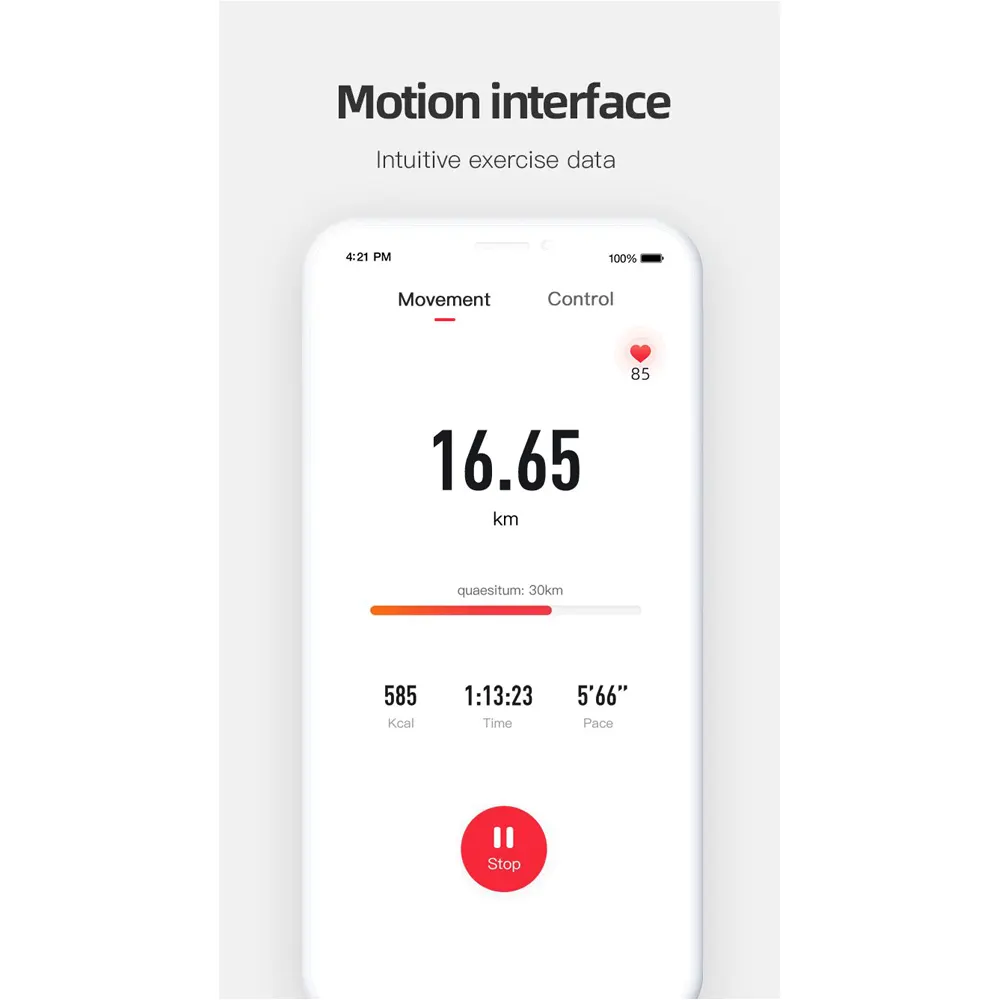 Motion interface
Intuitive exercise data
4:21 PM 100%
Movement Control
85
16.65
km
quaesitum: 30km
585 1:13:23 5’66”
Kcal Time Pace
Stop